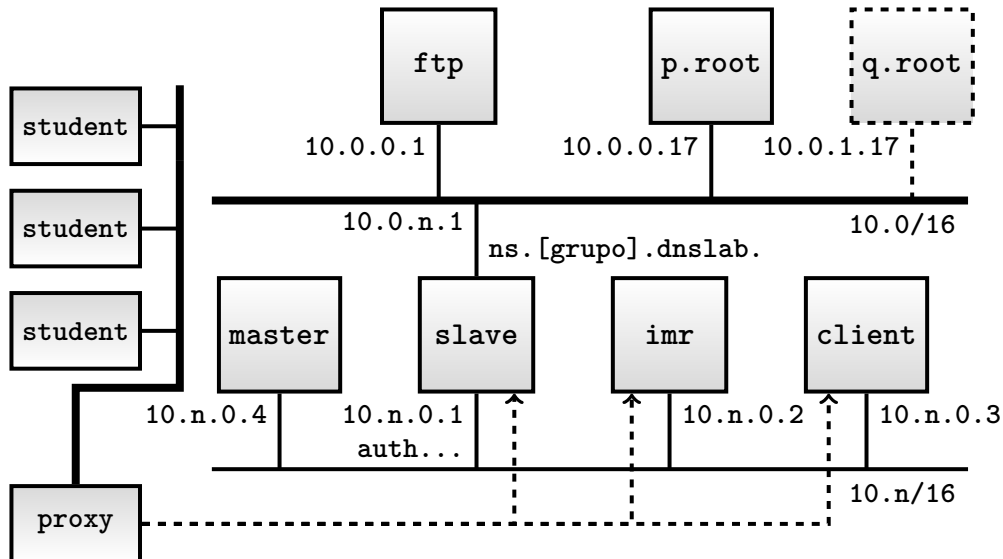 ftp
p.root
q.root
student
10.0.0.1
10.0.0.17
10.0.1.17
student
10.0.n.1
10.0/16
ns.[grupo].dnslab.
student
master
slave
imr
client
10.n.0.4
10.n.0.1
10.n.0.2
10.n.0.3
auth...
10.n/16
proxy